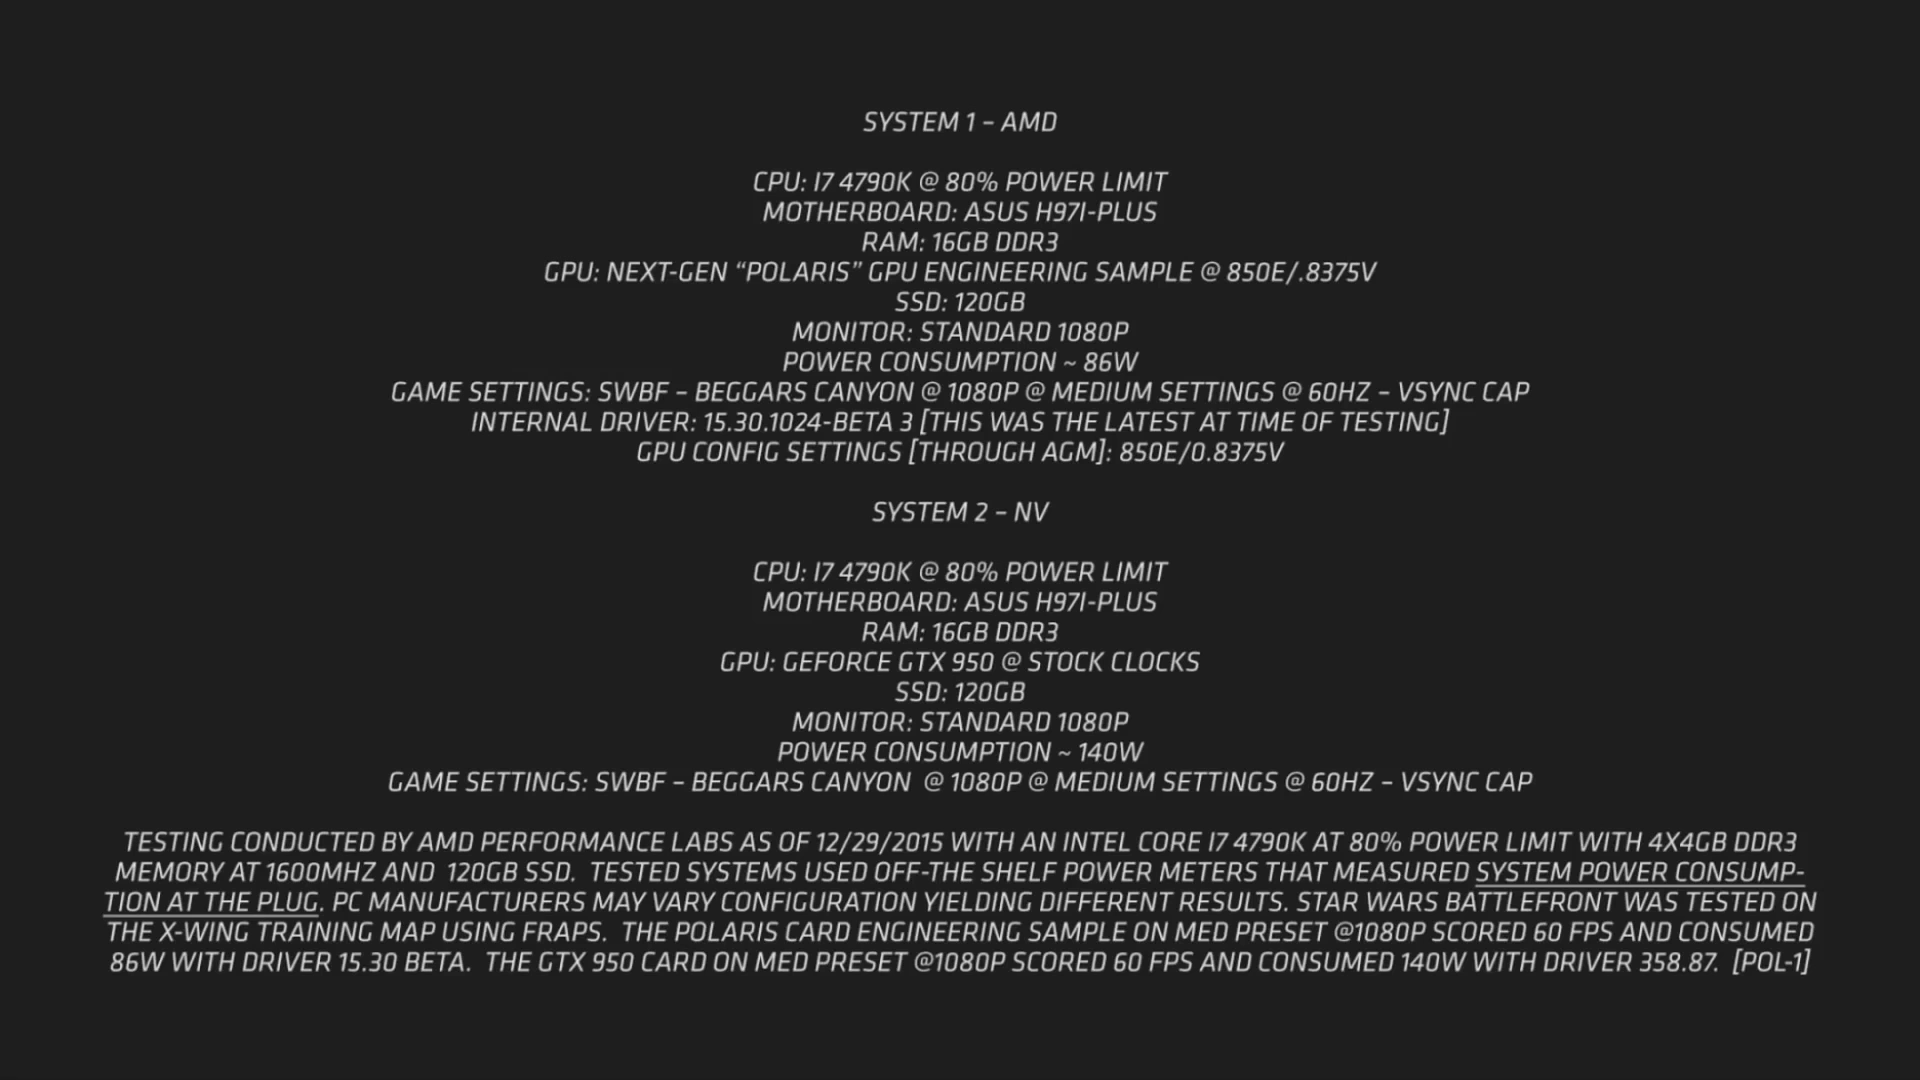 SYSTEM 1 – AMD
CPU: I7 4790K @ 80% POWER LIMIT
MOTHERBOARD: ASUS H97I-PLUS
RAM: 16GB DDR3
GPU: NEXT-GEN “POLARIS” GPU ENGINEERING SAMPLE @ 850E/.8375V
SSD: 120GB
MONITOR: STANDARD 1080P
POWER CONSUMPTION ~ 86W
GAME SETTINGS: SWBF – BEGGARS CANYON @ 1080P @ MEDIUM SETTINGS @ 60HZ – VSYNC CAP
INTERNAL DRIVER: 15.30.1024-BETA 3 [THIS WAS THE LATEST AT TIME OF TESTING]
GPU CONFIG SETTINGS [THROUGH AGM]: 850E/0.8375V
SYSTEM 2 – NV
CPU: I7 4790K @ 80% POWER LIMIT
MOTHERBOARD: ASUS H97I-PLUS
RAM: 16GB DDR3
GPU: GEFORCE GTX 950 @ STOCK CLOCKS
SSD: 120GB
MONITOR: STANDARD 1080P
POWER CONSUMPTION ~ 140W
GAME SETTINGS: SWBF – BEGGARS CANYON  @ 1080P @ MEDIUM SETTINGS @ 60HZ – VSYNC CAP
TESTING CONDUCTED BY AMD PERFORMANCE LABS AS OF 12/29/2015 WITH AN INTEL CORE I7 4790K AT 80% POWER LIMIT WITH 4X4GB DDR3
MEMORY AT 1600MHZ AND  120GB SSD.  TESTED SYSTEMS USED OFF-THE SHELF POWER METERS THAT MEASURED SYSTEM POWER CONSUMP-
TION AT THE PLUG. PC MANUFACTURERS MAY VARY CONFIGURATION YIELDING DIFFERENT RESULTS. STAR WARS BATTLEFRONT WAS TESTED ON
THE X-WING TRAINING MAP USING FRAPS.  THE POLARIS CARD ENGINEERING SAMPLE ON MED PRESET @1080P SCORED 60 FPS AND CONSUMED
86W WITH DRIVER 15.30 BETA.  THE GTX 950 CARD ON MED PRESET @1080P SCORED 60 FPS AND CONSUMED 140W WITH DRIVER 358.87.  [POL-1]